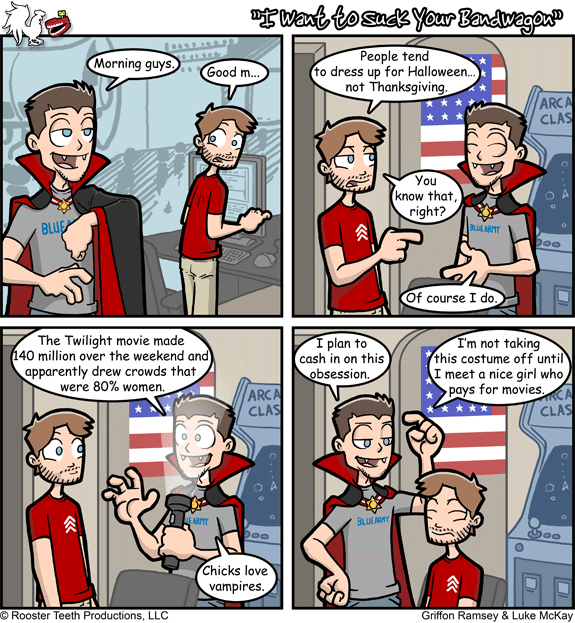 "I Want to Suck Your Bandwagon"
Morning guys.
Good m...
BLUE
People tend
to dress up for Halloween...
not Thanksgiving.
You
know that,
right?
Of course I do.
ARCA
CLAS
BLUE ARMY
The Twilight movie made
140 million over the weekend and
apparently drew crowds that
were 80% women.
Chicks love
vampires.
ARCA
CLAS
UE ARMY
I plan to
cash in on this
obsession.
I'm not taking
this costume off until
I meet a nice girl who
pays for movies.
ARCA
CLAS
BLUE ARMY
© Rooster Teeth Productions, LLC
Griffon Ramsey & Luke McKay